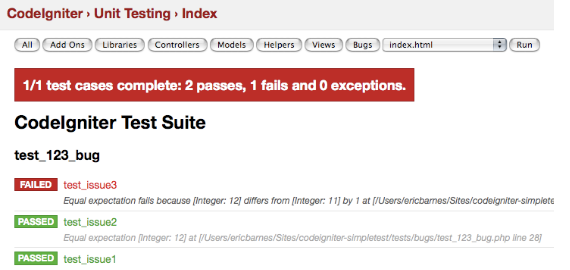 CodeIgniter › Unit Testing › Index
All Add Ons Libraries Controllers Models Helpers Views Bugs index.html Run
1/1 test cases complete: 2 passes, 1 fails and 0 exceptions.
CodeIgniter Test Suite
test_123_bug
FAILED test_issue3
Equal expectation fails because [Integer: 12] differs from [Integer: 11] by 1 at [/Users/ericbarnes/Sites/codeigniter-simpletest
PASSED test_issue2
Equal expectation [Integer: 12] at [/Users/ericbarnes/Sites/codeigniter-simpletest/tests/bugs/test_123_bug.php line 28]
PASSED test_issue1